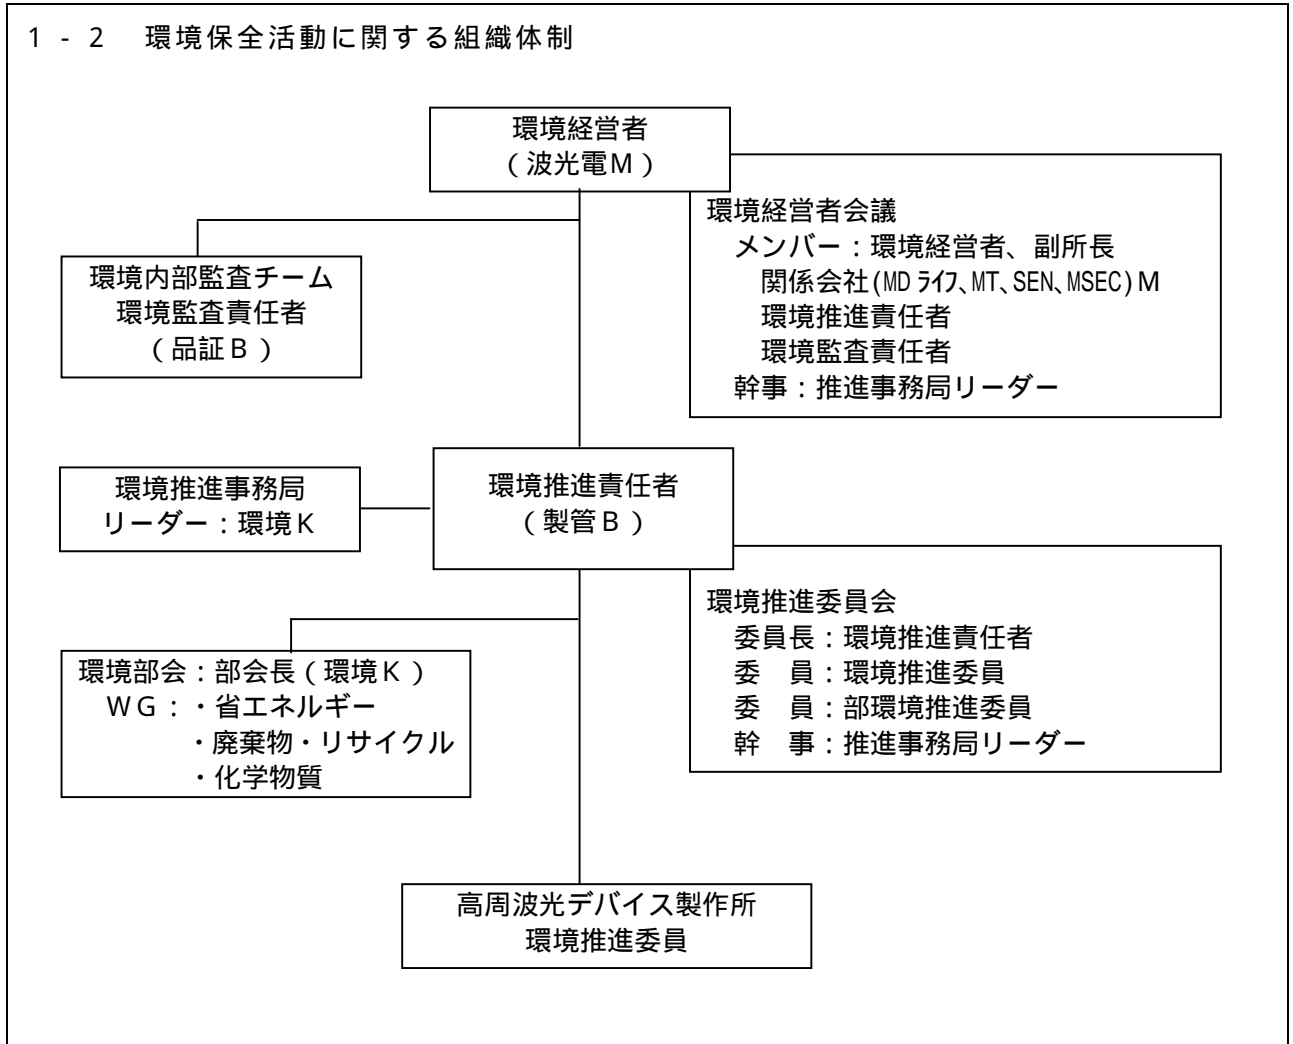 1-2 環境保全活動に関する組織体制
環境経営者
(波光電M)
環境経営者会議
メンバー:環境経営者、副所長
関係会社(MDライフ、MT、SEN、MSEC)M
環境推進責任者
環境監査責任者
幹事:推進事務局リーダー
環境内部監査チーム
環境監査責任者
(品証B)
環境推進事務局
リーダー:環境K
環境推進責任者
(製管B)
環境推進委員会
委員長:環境推進責任者
委 員:環境推進委員
委 員:部環境推進委員
幹 事:推進事務局リーダー
環境部会:部会長(環境K)
WG:・省エネルギー
・廃棄物・リサイクル
・化学物質
高周波光デバイス製作所
環境推進委員